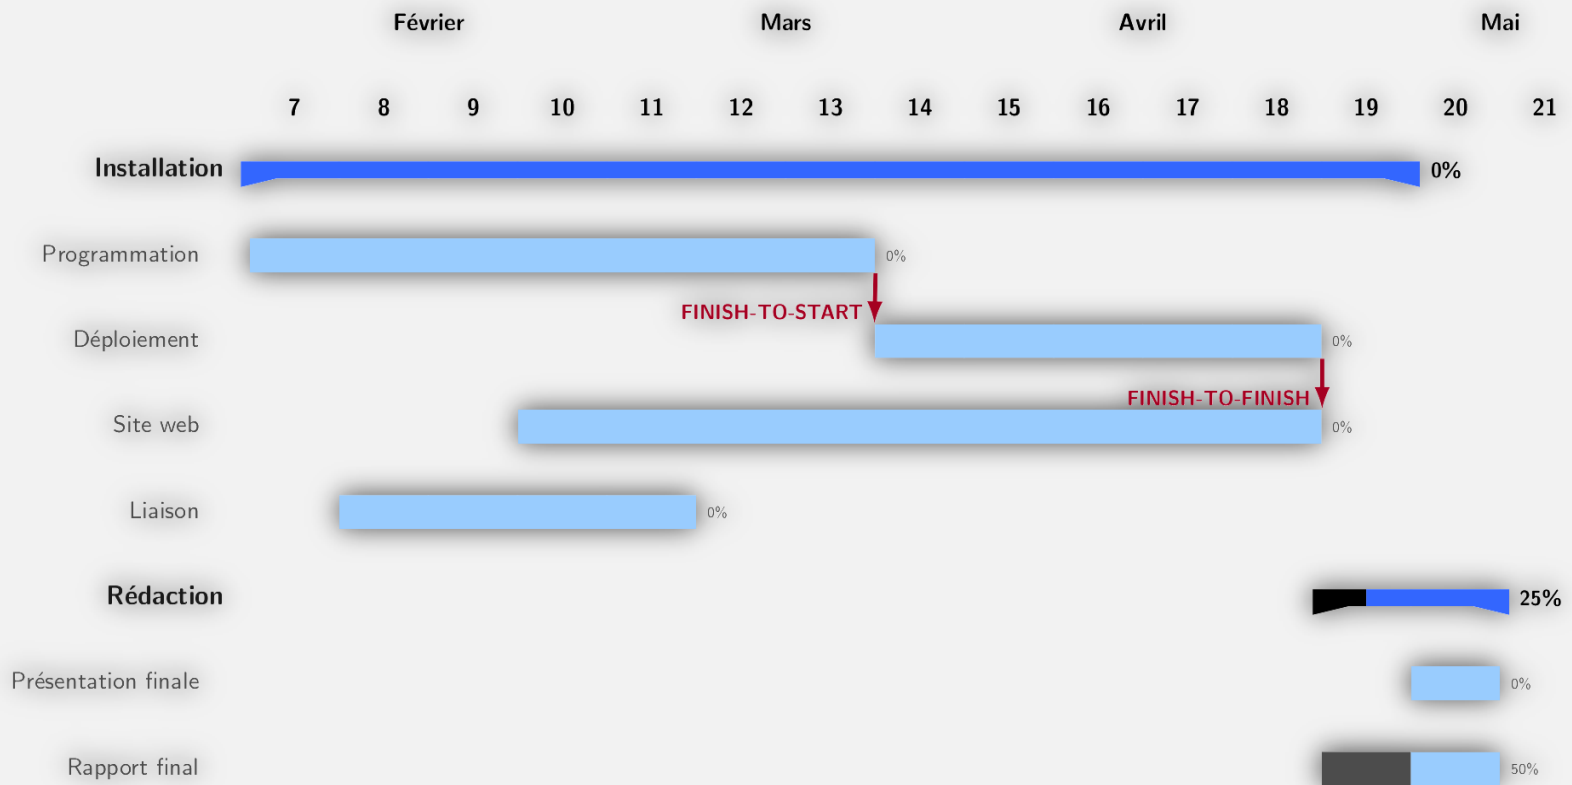 Février Mars Avril Mai
7 8 9 10 11 12 13 14 15 16 17 18 19 20 21
Installation 0%
Programmation 0%
FINISH-TO-START
Déploiement 0%
FINISH-TO-FINISH
Site web 0%
Liaison 0%
Rédaction 25%
Présentation finale 0%
Rapport final 50%